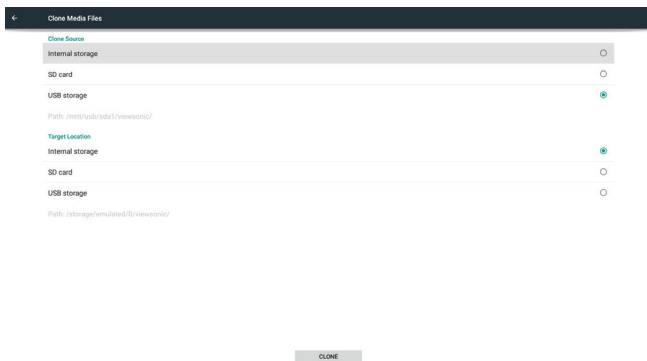 Clone Media Files
Clone Source
Internal storage
SD card
USB storage
Path: /mnt/usb/sda1/viewsonic/
Target Location
Internal storage
SD card
USB storage
Path: /storage/emulated/0/viewsonic/
CLONE